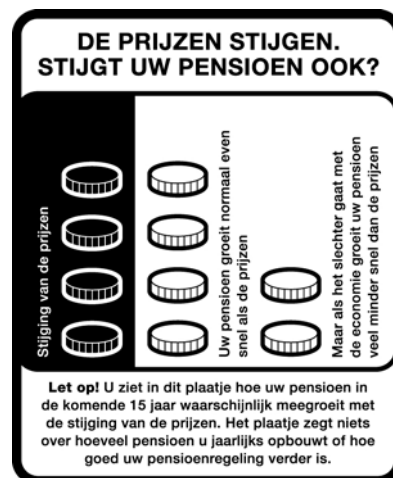 DE PRIJZEN STIJGEN.
STIJGT UW PENSIOEN OOK?
Stijging van de prijzen
Uw pensioen groeit normaal even
snel als de prijzen
Maar als het slechter gaat met
de economie groeit uw pensioen
veel minder snel dan de prijzen
Let op! U ziet in dit plaatje hoe uw pensioen in
de komende 15 jaar waarschijnlijk meegroeit met
de stijging van de prijzen. Het plaatje zegt niets
over hoeveel pensioen u jaarlijks opbouwt of hoe
goed uw pensioenregeling verder is.